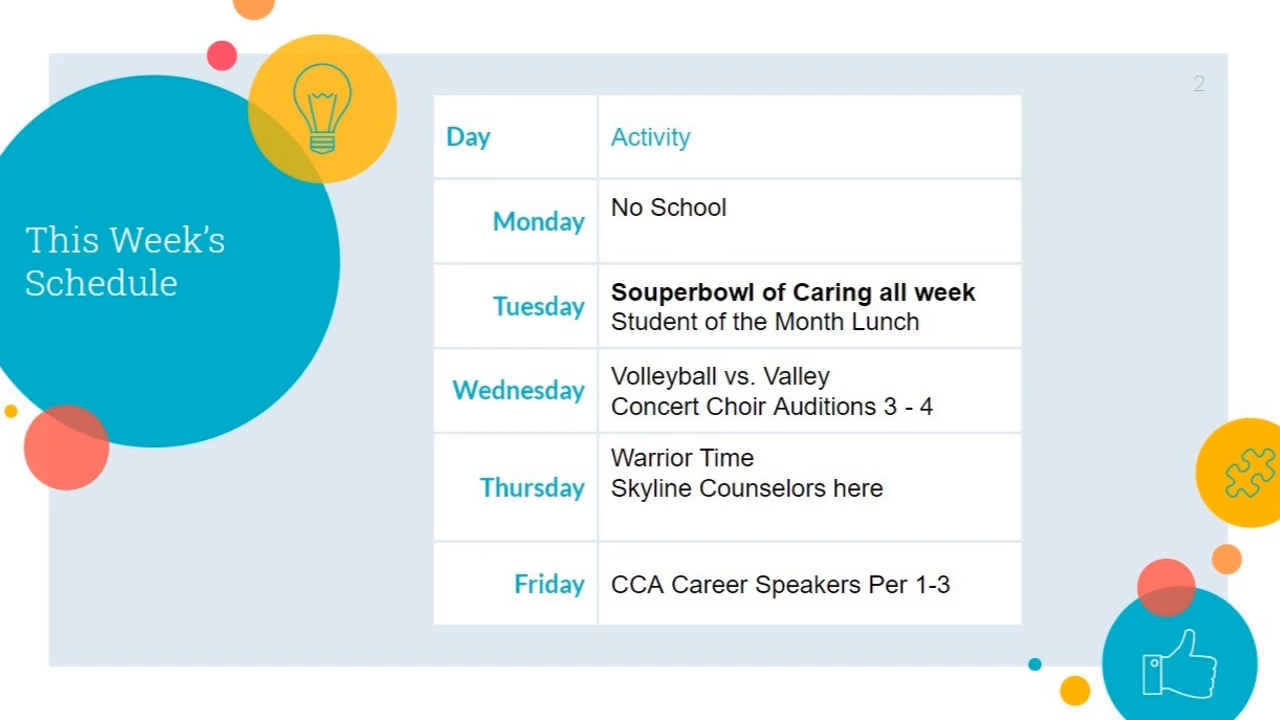 2
This Week’s
Schedule
Day Activity
Monday No School
Tuesday Souperbowl of Caring all week
Student of the Month Lunch
Wednesday Volleyball vs. Valley
Concert Choir Auditions 3 - 4
Thursday Warrior Time
Skyline Counselors here
Friday CCA Career Speakers Per 1-3